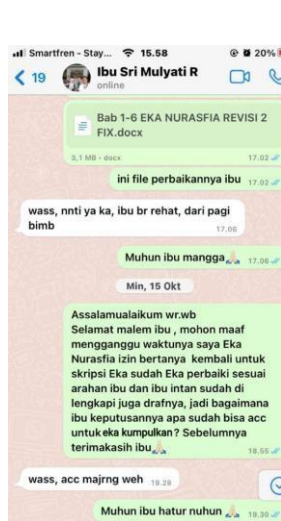 Smartfren - Stay... 15.58 20%
19 Ibu Sri Mulyati R
online
Bab 1-6 EKA NURASFIA REVISI 2
FIX.docx
3,1 MB • docx 17.02
ini file perbaikannya ibu 17.02
wass, nnti ya ka, ibu br rehat, dari pagi
bimb 17.06
Muhun ibu mangga🙏🏻 17.06
Min, 15 Okt
Assalamualaikum wr.wb
Selamat malem ibu , mohon maaf
mengganggu waktunya saya Eka
Nurasfia izin bertanya kembali untuk
skripsi Eka sudah Eka perbaiki sesuai
arahan ibu dan ibu intan sudah di
lengkapi juga drafnya, jadi bagaimana
ibu keputusannya apa sudah bisa acc
untuk eka kumpulkan? Sebelumnya
terimakasih ibu🙏🏻 18.55
wass, acc majrng weh 19.28
Muhun ibu hatur nuhun 🙏🏻 19.30